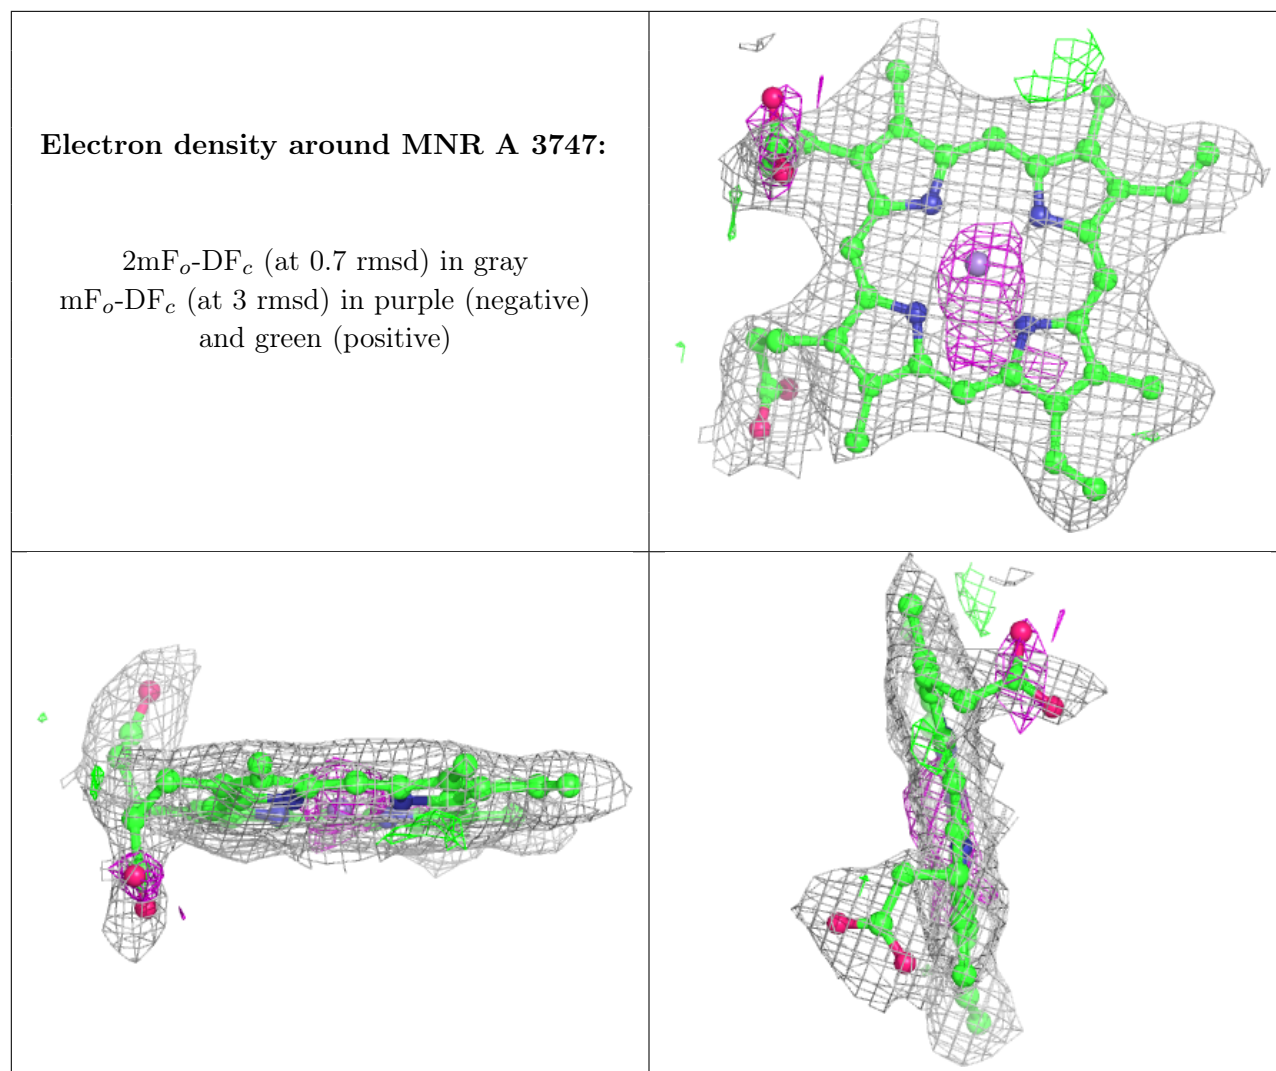 Electron density around MNR A 3747:
2mFo-DFc (at 0.7 rmsd) in gray
mFo-DFc (at 3 rmsd) in purple (negative)
and green (positive)